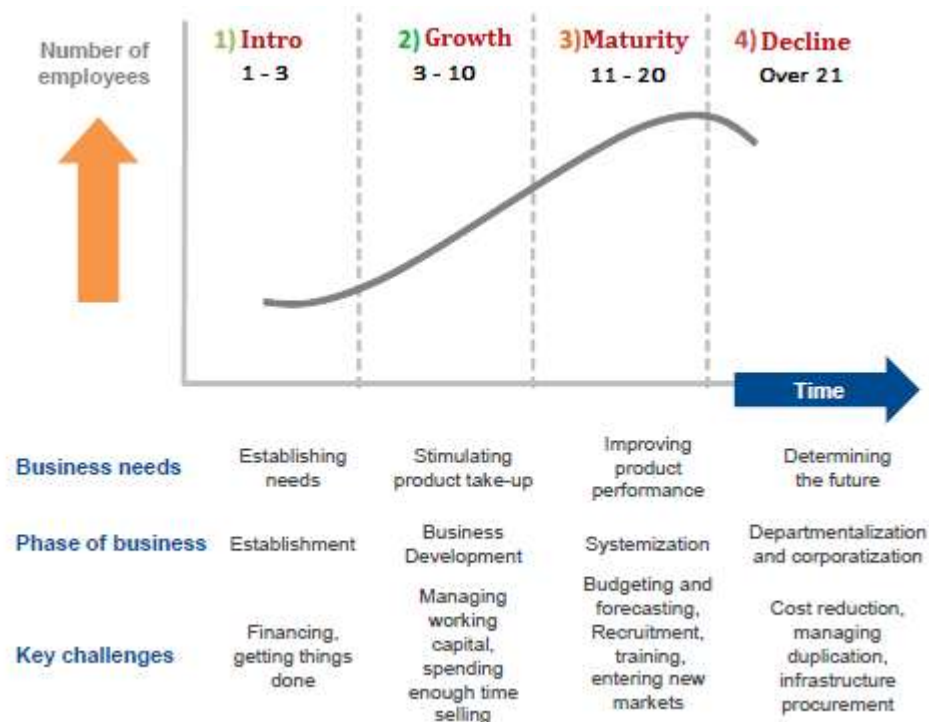 Number of
employees
1) Intro
1 - 3
2) Growth
3 - 10
3) Maturity
11 - 20
4) Decline
Over 21
Time
Business needs
Establishing
needs
Stimulating
product take-up
Improving
product
performance
Determining
the future
Phase of business
Establishment
Business
Development
Systemization
Departmentalization
and corporatization
Key challenges
Financing,
getting things
done
Managing
working
capital,
spending
enough time
selling
Budgeting and
forecasting,
Recruitment,
training,
entering new
markets
Cost reduction,
managing
duplication,
infrastructure
procurement